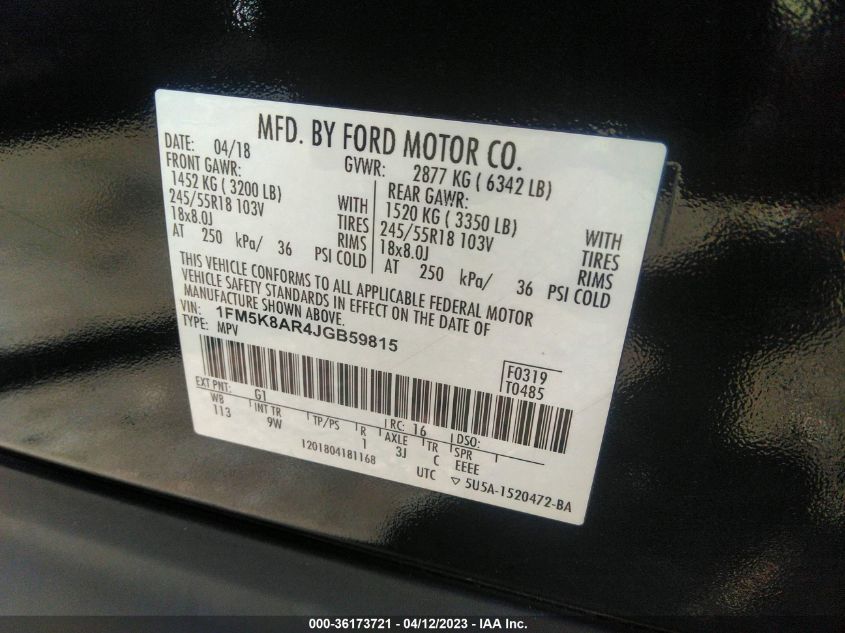 MFD. BY FORD MOTOR CO.
DATE: 04/18 GVWR: 2877 KG ( 6342 LB)
FRONT GAWR: REAR GAWR:
1452 KG ( 3200 LB) WITH 1520 KG ( 3350 LB) WITH
245/55R18 103V TIRES 245/55R18 103V TIRES
18x8.0J RIMS 18x8.0J RIMS
AT 250 kPa/ 36 PSI COLD AT 250 kPa/ 36 PSI COLD
THIS VEHICLE CONFORMS TO ALL APPLICABLE FEDERAL MOTOR
VEHICLE SAFETY STANDARDS IN EFFECT ON THE DATE OF
MANUFACTURE SHOWN ABOVE.
VIN: 1FM5K8AR4JGB59815
TYPE: MPV
F0319
T0485
EXT PNT: G1 RC: 16 DSO:
WB INT TR TP/PS R AXLE TR SPR
113 9W 1 3J C EEEE
1201804181168 UTC ▽ 5U5A-1520472-BA
000-36173721 - 04/12/2023 - IAA Inc.